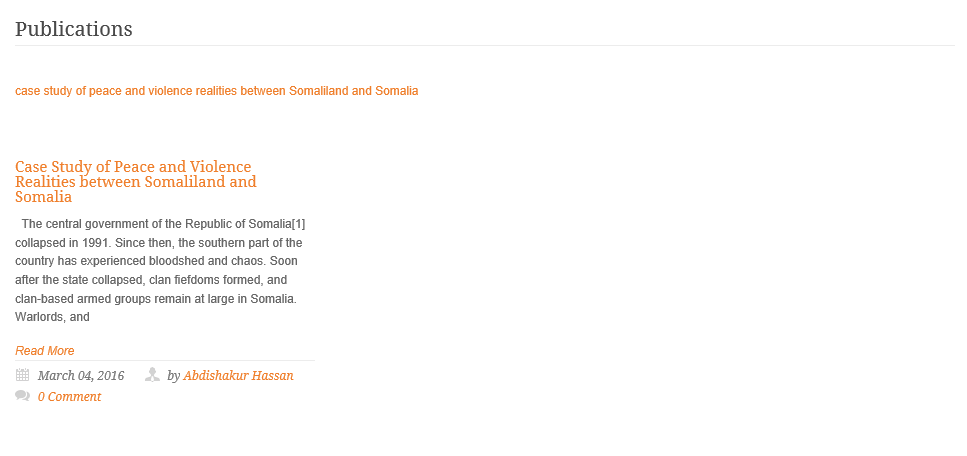 Publications
case study of peace and violence realities between Somaliland and Somalia
Case Study of Peace and Violence
Realities between Somaliland and
Somalia
The central government of the Republic of Somalia[1]
collapsed in 1991. Since then, the southern part of the
country has experienced bloodshed and chaos. Soon
after the state collapsed, clan fiefdoms formed, and
clan-based armed groups remain at large in Somalia.
Warlords, and
Read More
March 04, 2016 by Abdishakur Hassan
0 Comment